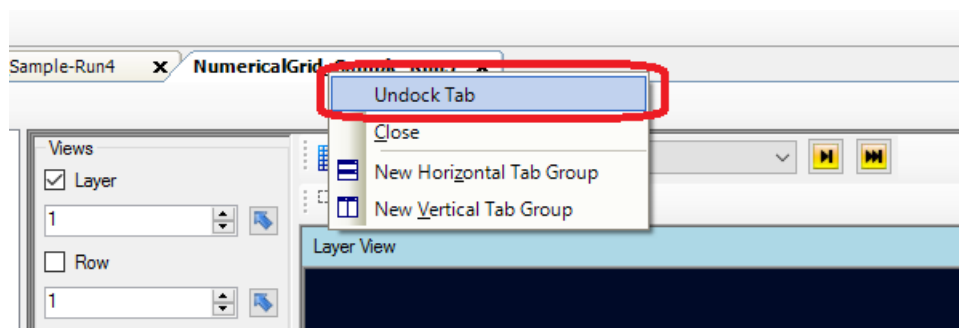 Sample-Run4 x NumericalGrid x
Undock Tab
Close
Views
Layer
New Horizontal Tab Group
1
New Vertical Tab Group
Layer View
Row
1